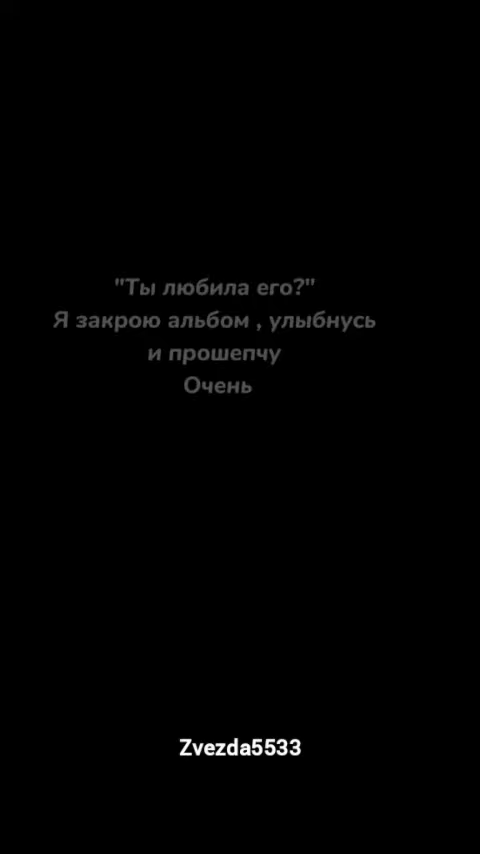 "Ты любила его?"
Я закрою альбом , улыбнусь
и прошепчу
Очень
Zvezda5533